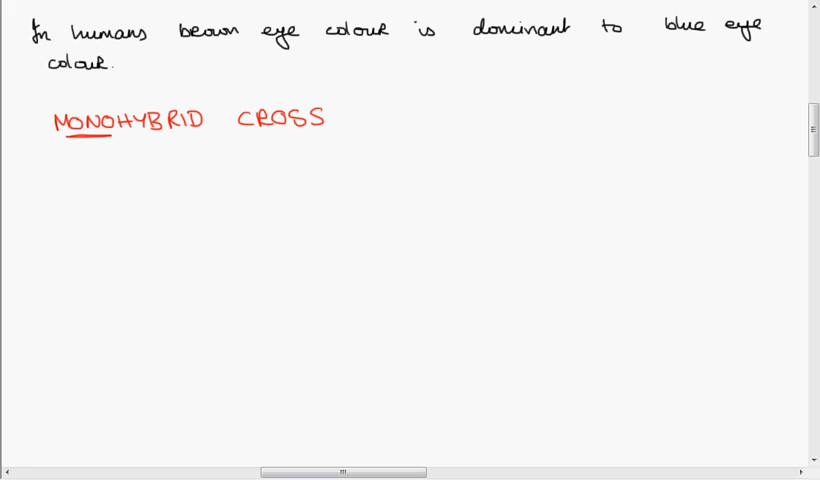 In humans brown eye colour is dominant to blue eye
colour.
MONOHYBRID CROSS